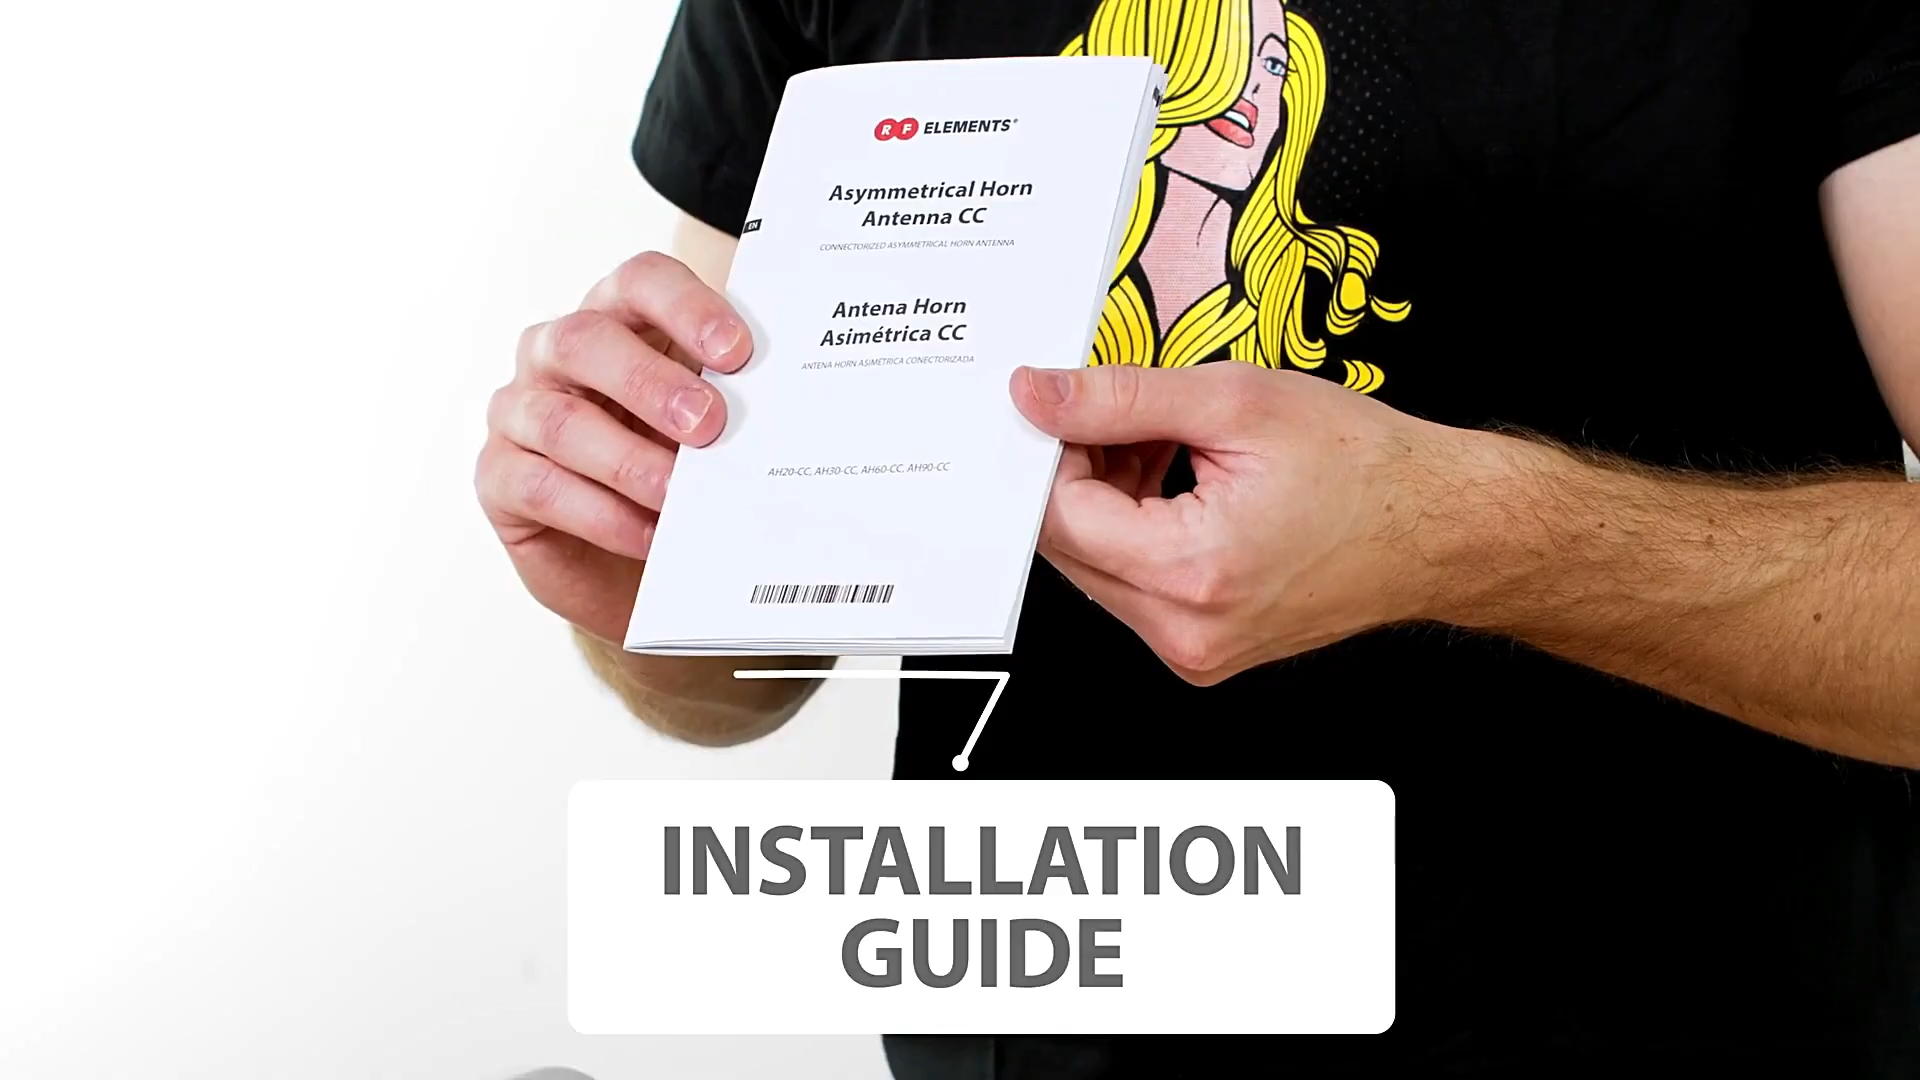 RF ELEMENTS®
Asymmetrical Horn
Antenna CC
CONNECTORIZED ASYMMETRICAL HORN ANTENNA
EN
Antena Horn
Asimétrica CC
ANTENA HORN ASIMÉTRICA CONECTORIZADA
AH20-CC, AH30-CC, AH60-CC, AH90-CC
INSTALLATION
GUIDE